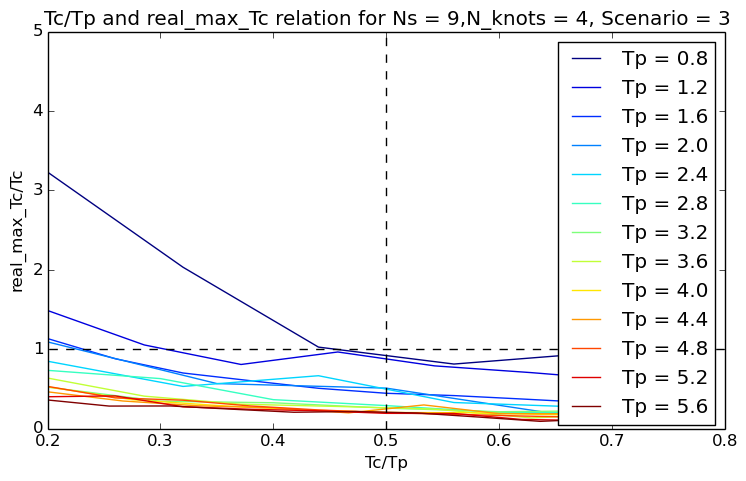 Tc/Tp and real_max_Tc relation for Ns = 9,N_knots = 4, Scenario = 3
5
4
3
2
1
0
real_max_Tc/Tc
Tp = 0.8
Tp = 1.2
Tp = 1.6
Tp = 2.0
Tp = 2.4
Tp = 2.8
Tp = 3.2
Tp = 3.6
Tp = 4.0
Tp = 4.4
Tp = 4.8
Tp = 5.2
Tp = 5.6
0.2 0.3 0.4 0.5 0.6 0.7 0.8
Tc/Tp